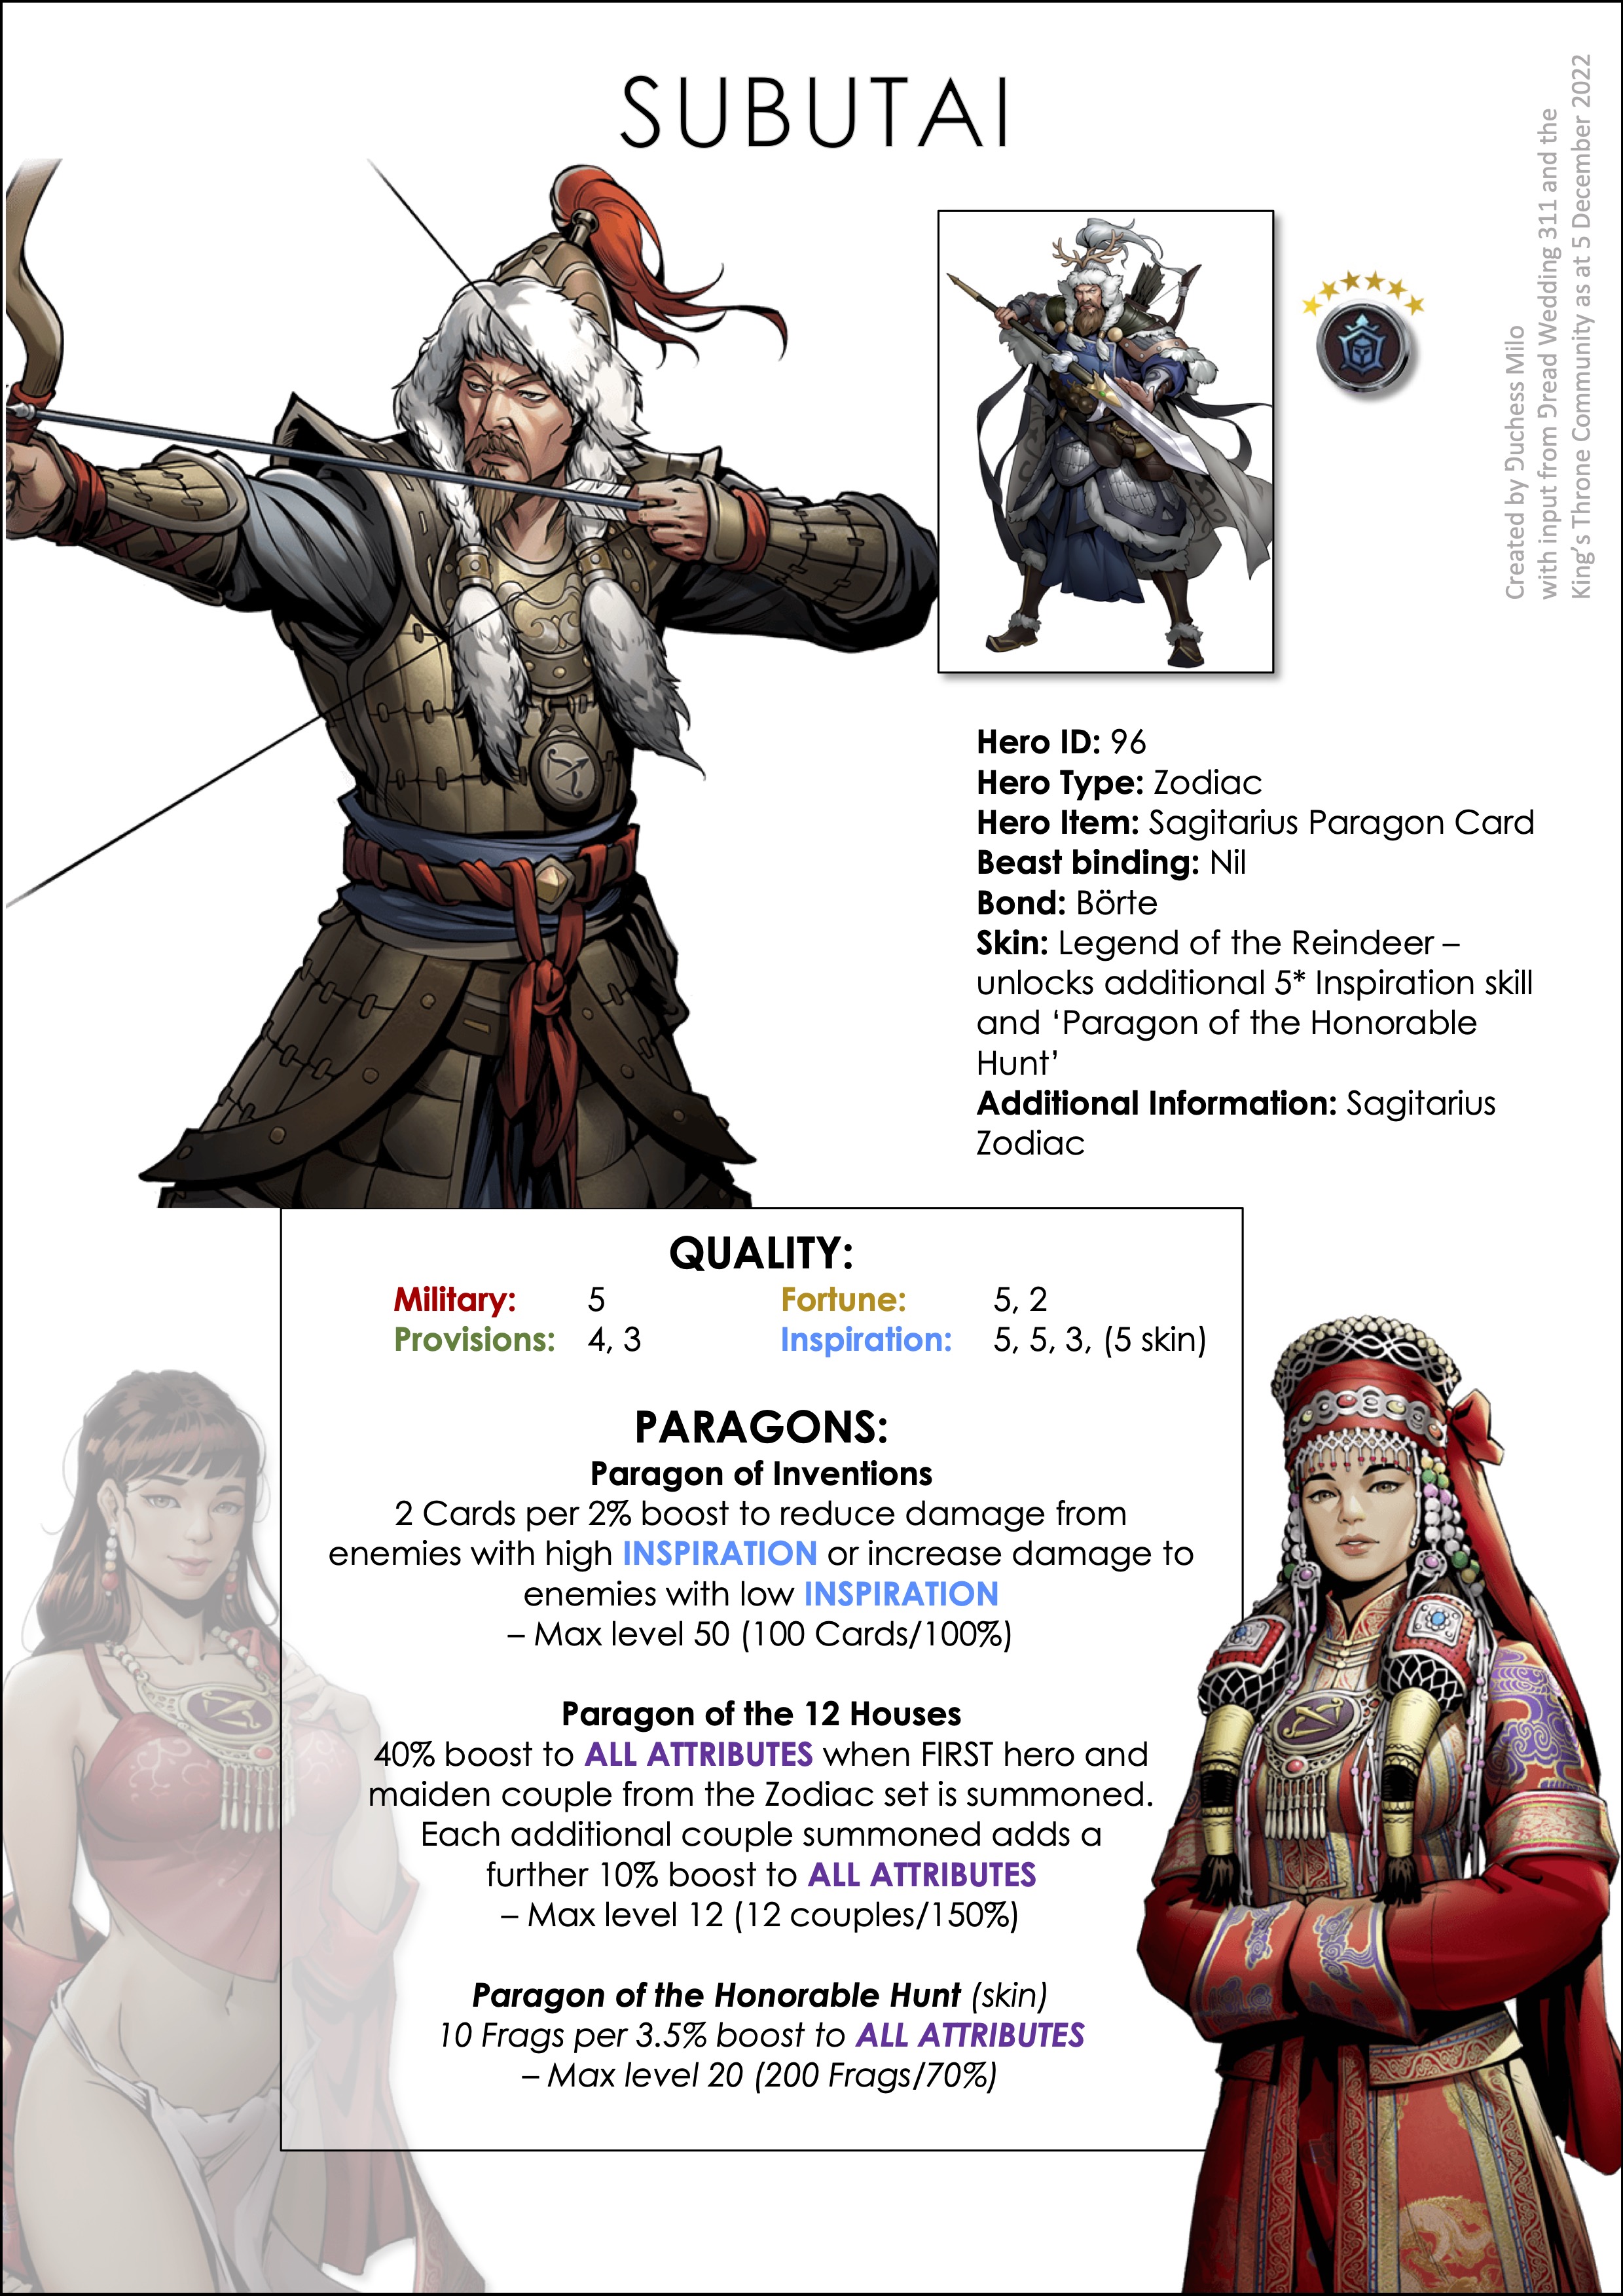 SUBUTAI
Created by Duchess Milo
with input from Dread Wedding 311 and the
King's Throne Community as at 5 December 2022
Hero ID: 96
Hero Type: Zodiac
Hero Item: Sagitarius Paragon Card
Beast binding: Nil
Bond: Börte
Skin: Legend of the Reindeer –
unlocks additional 5* Inspiration skill
and ‘Paragon of the Honorable
Hunt’
Additional Information: Sagitarius
Zodiac
QUALITY:
Military: 5 Fortune: 5, 2
Provisions: 4, 3 Inspiration: 5, 5, 3, (5 skin)
PARAGONS:
Paragon of Inventions
2 Cards per 2% boost to reduce damage from
enemies with high INSPIRATION or increase damage to
enemies with low INSPIRATION
– Max level 50 (100 Cards/100%)
Paragon of the 12 Houses
40% boost to ALL ATTRIBUTES when FIRST hero and
maiden couple from the Zodiac set is summoned.
Each additional couple summoned adds a
further 10% boost to ALL ATTRIBUTES
– Max level 12 (12 couples/150%)
Paragon of the Honorable Hunt (skin)
10 Frags per 3.5% boost to ALL ATTRIBUTES
– Max level 20 (200 Frags/70%)